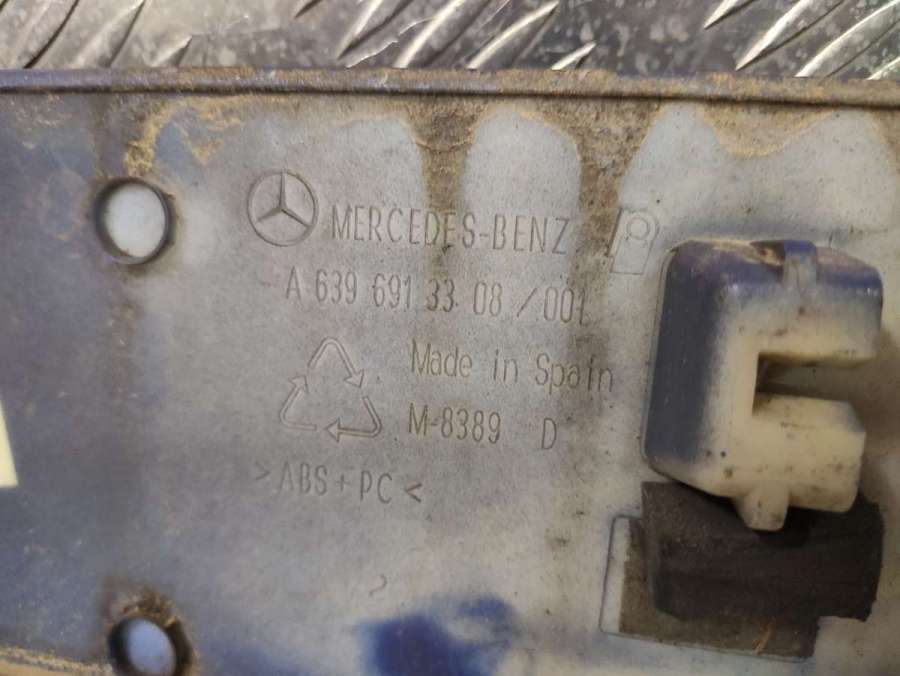 MERCEDES-BENZ
A 639 691 33 08 / 001
Made in Spain
M-8389 D
>ABS+PC<